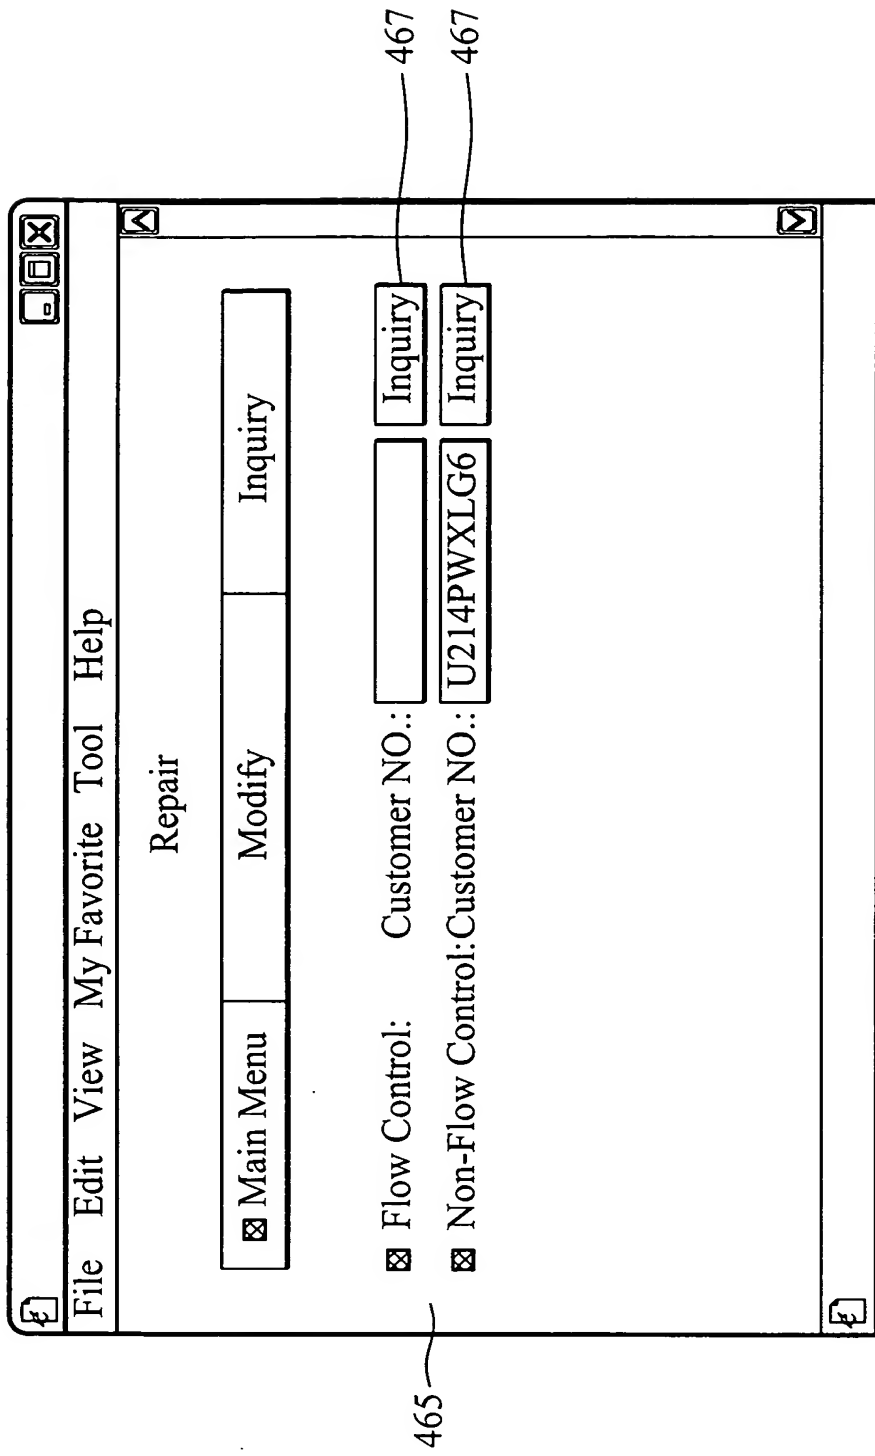 File Edit View My Favorite Tool Help
Repair
Main Menu Modify Inquiry
Flow Control: Customer NO.: Inquiry 467
Non-Flow Control:Customer NO.: U214PWXLG6 Inquiry 467
465